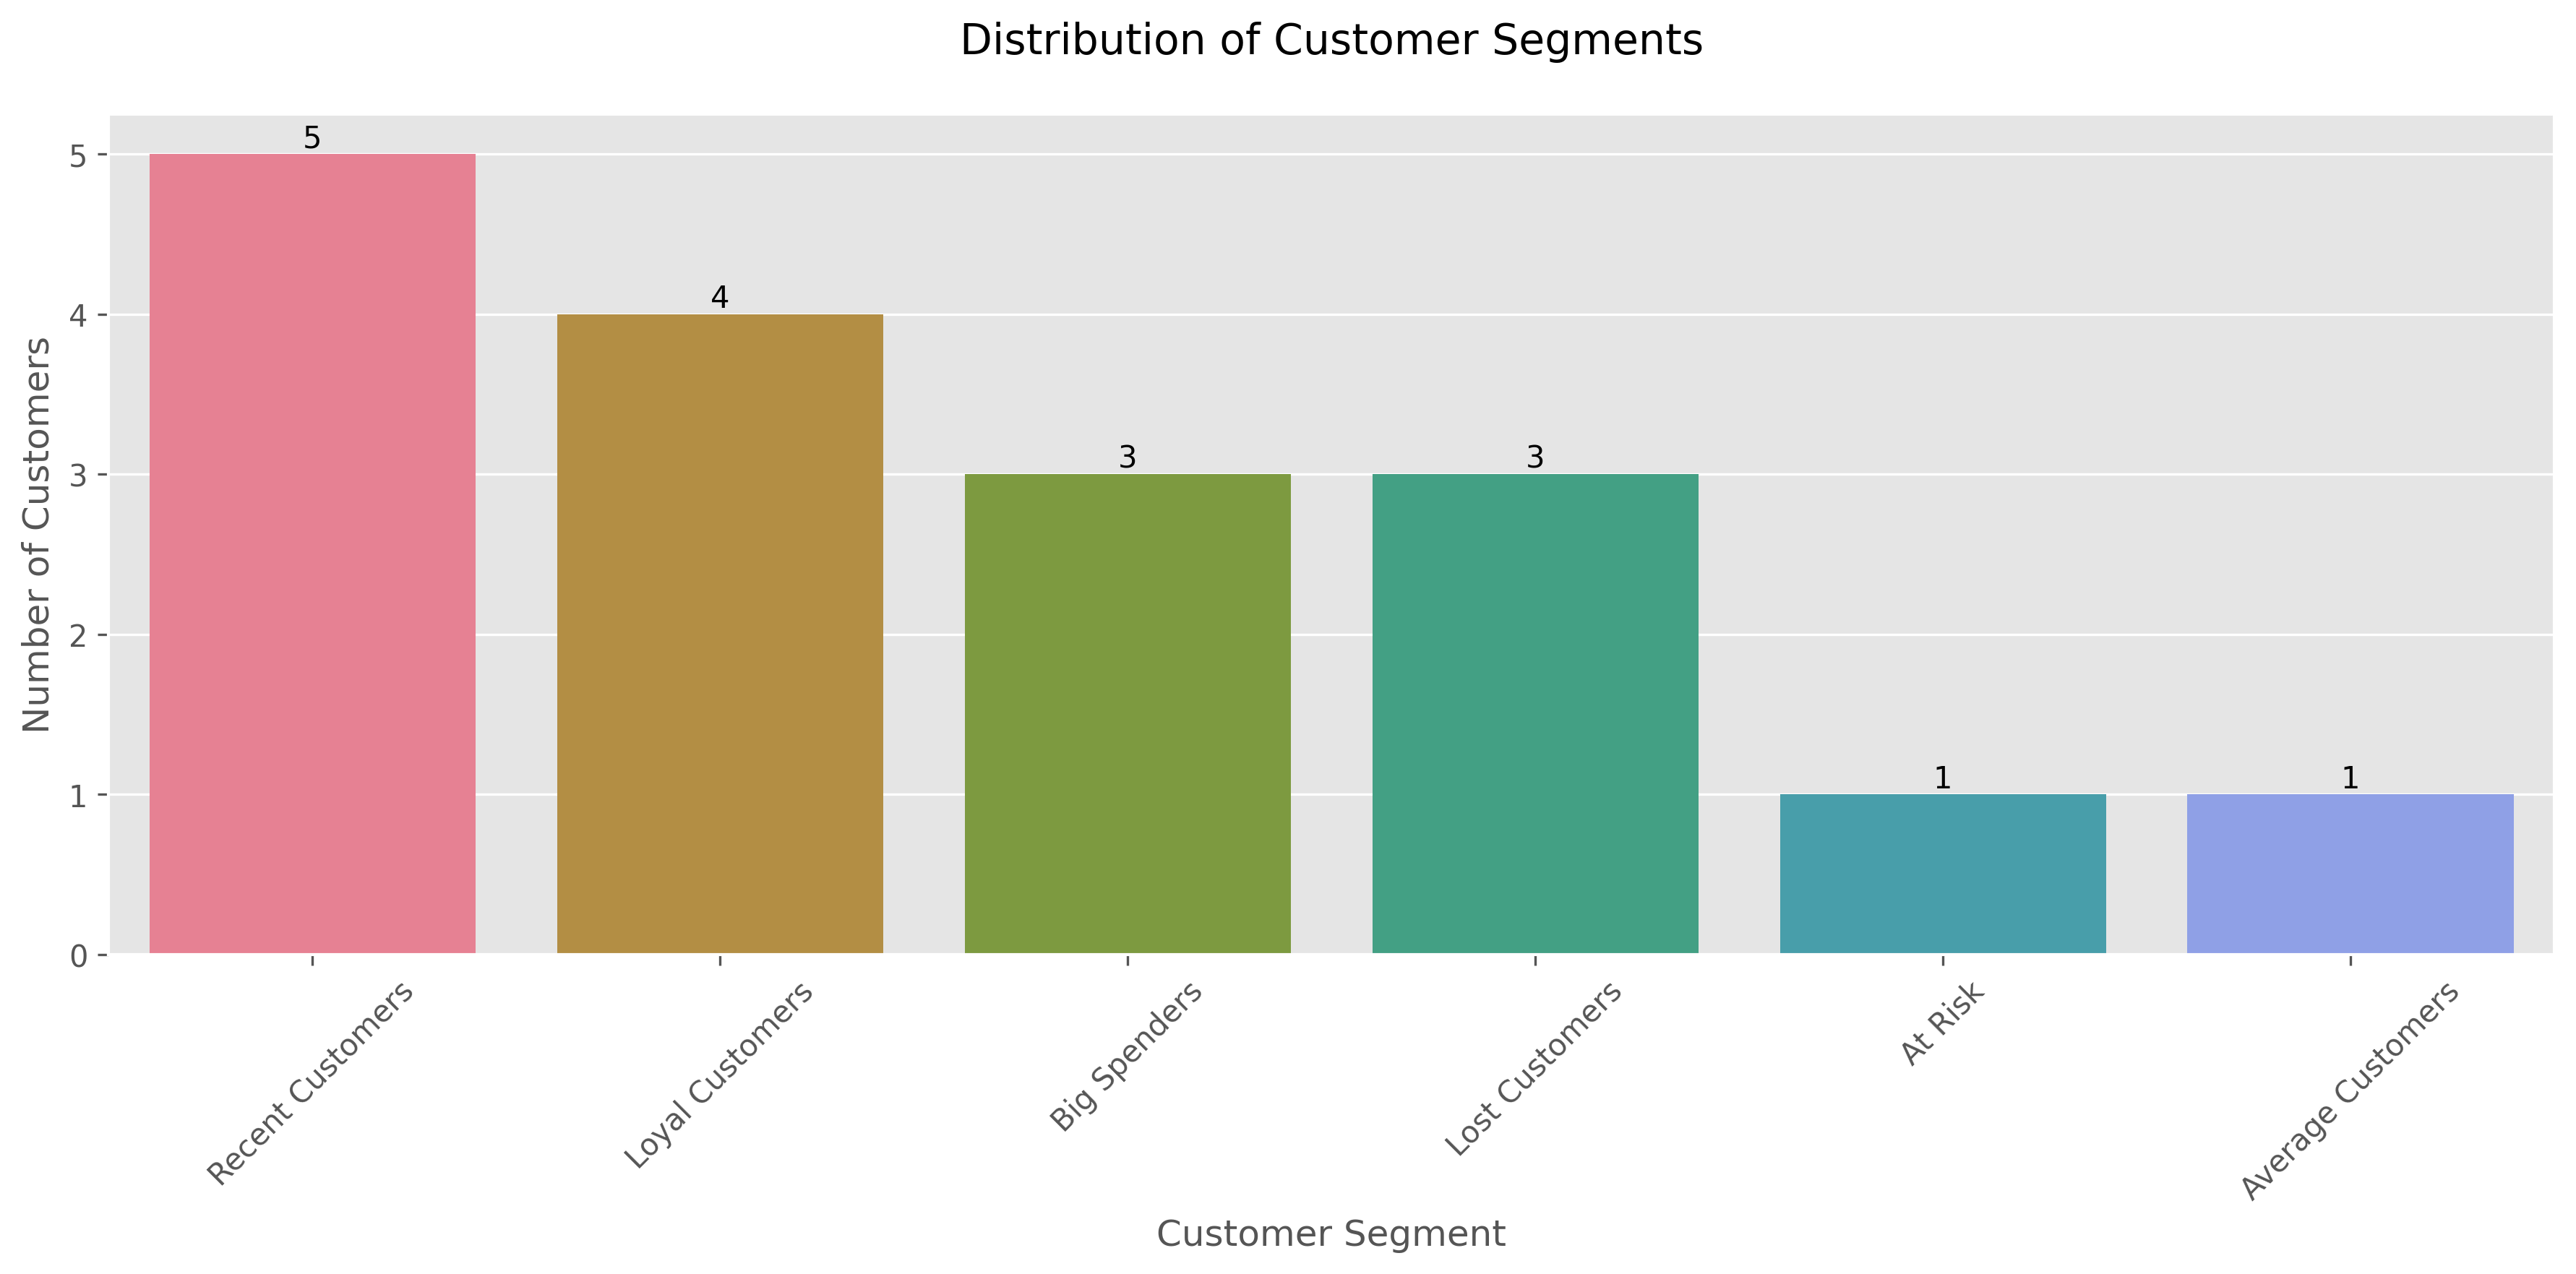 Distribution of Customer Segments
5
4
3
3
1
1
5
4
3
2
1
0
Number of Customers
Recent Customers
Loyal Customers
Big Spenders
Lost Customers
At Risk
Average Customers
Customer Segment